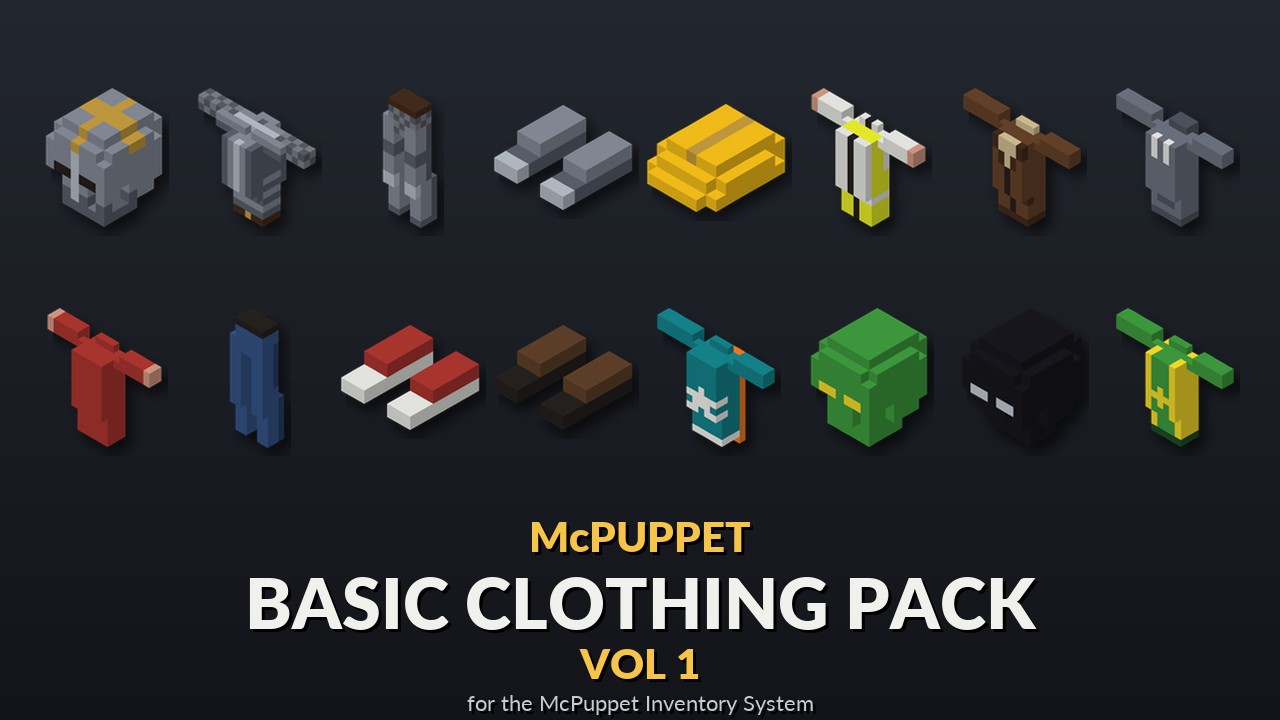 McPUPPET
BASIC CLOTHING PACK
VOL 1
for the McPuppet Inventory System